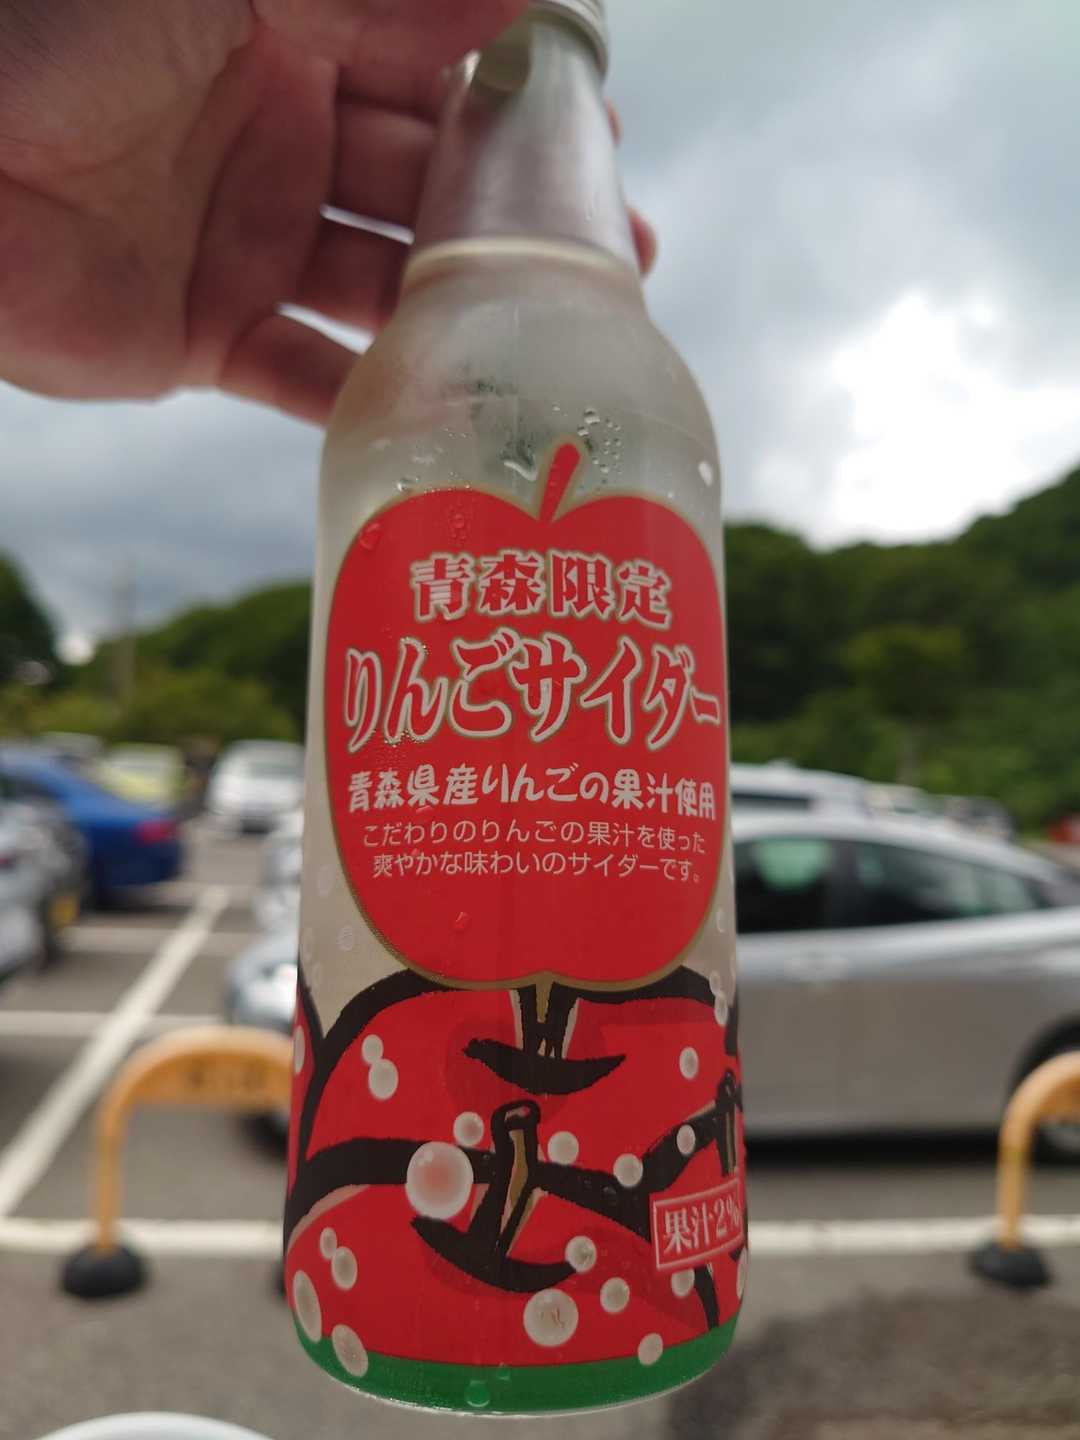 青森限定
りんごサイダー
青森県産りんごの果汁使用
こだわりのりんごの果汁を使った
爽やかな味わいのサイダーです。
果汁2%